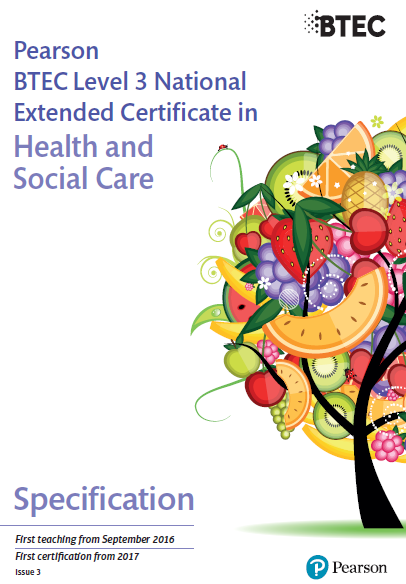 BTEC
Pearson
BTEC Level 3 National
Extended Certificate in
Health and
Social Care
Specification
First teaching from September 2016
First certification from 2017
Issue 3
Pearson